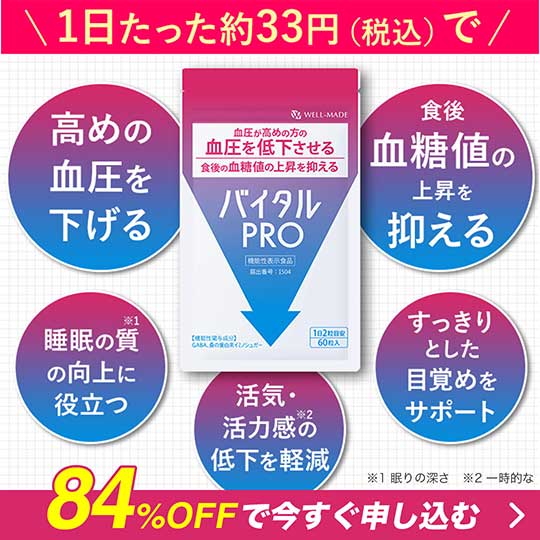 1日たった約33円(税込)で
高めの
血圧を
下げる
食後
血糖値の
上昇を
抑える
WELL-MADE
血圧が高めの方の
血圧を低下させる
食後の血糖値の上昇を抑える
バイタル
PRO
機能性表示食品
届出番号:I504
【機能性関与成分】
GABA、桑の葉由来イミノシュガー
1日2粒目安
60粒入
睡眠の質※1
の向上に
役立つ
活気・
活力感の※2
低下を軽減
すっきり
とした
目覚めを
サポート
※1 眠りの深さ ※2 一時的な
84%OFFで今すぐ申し込む